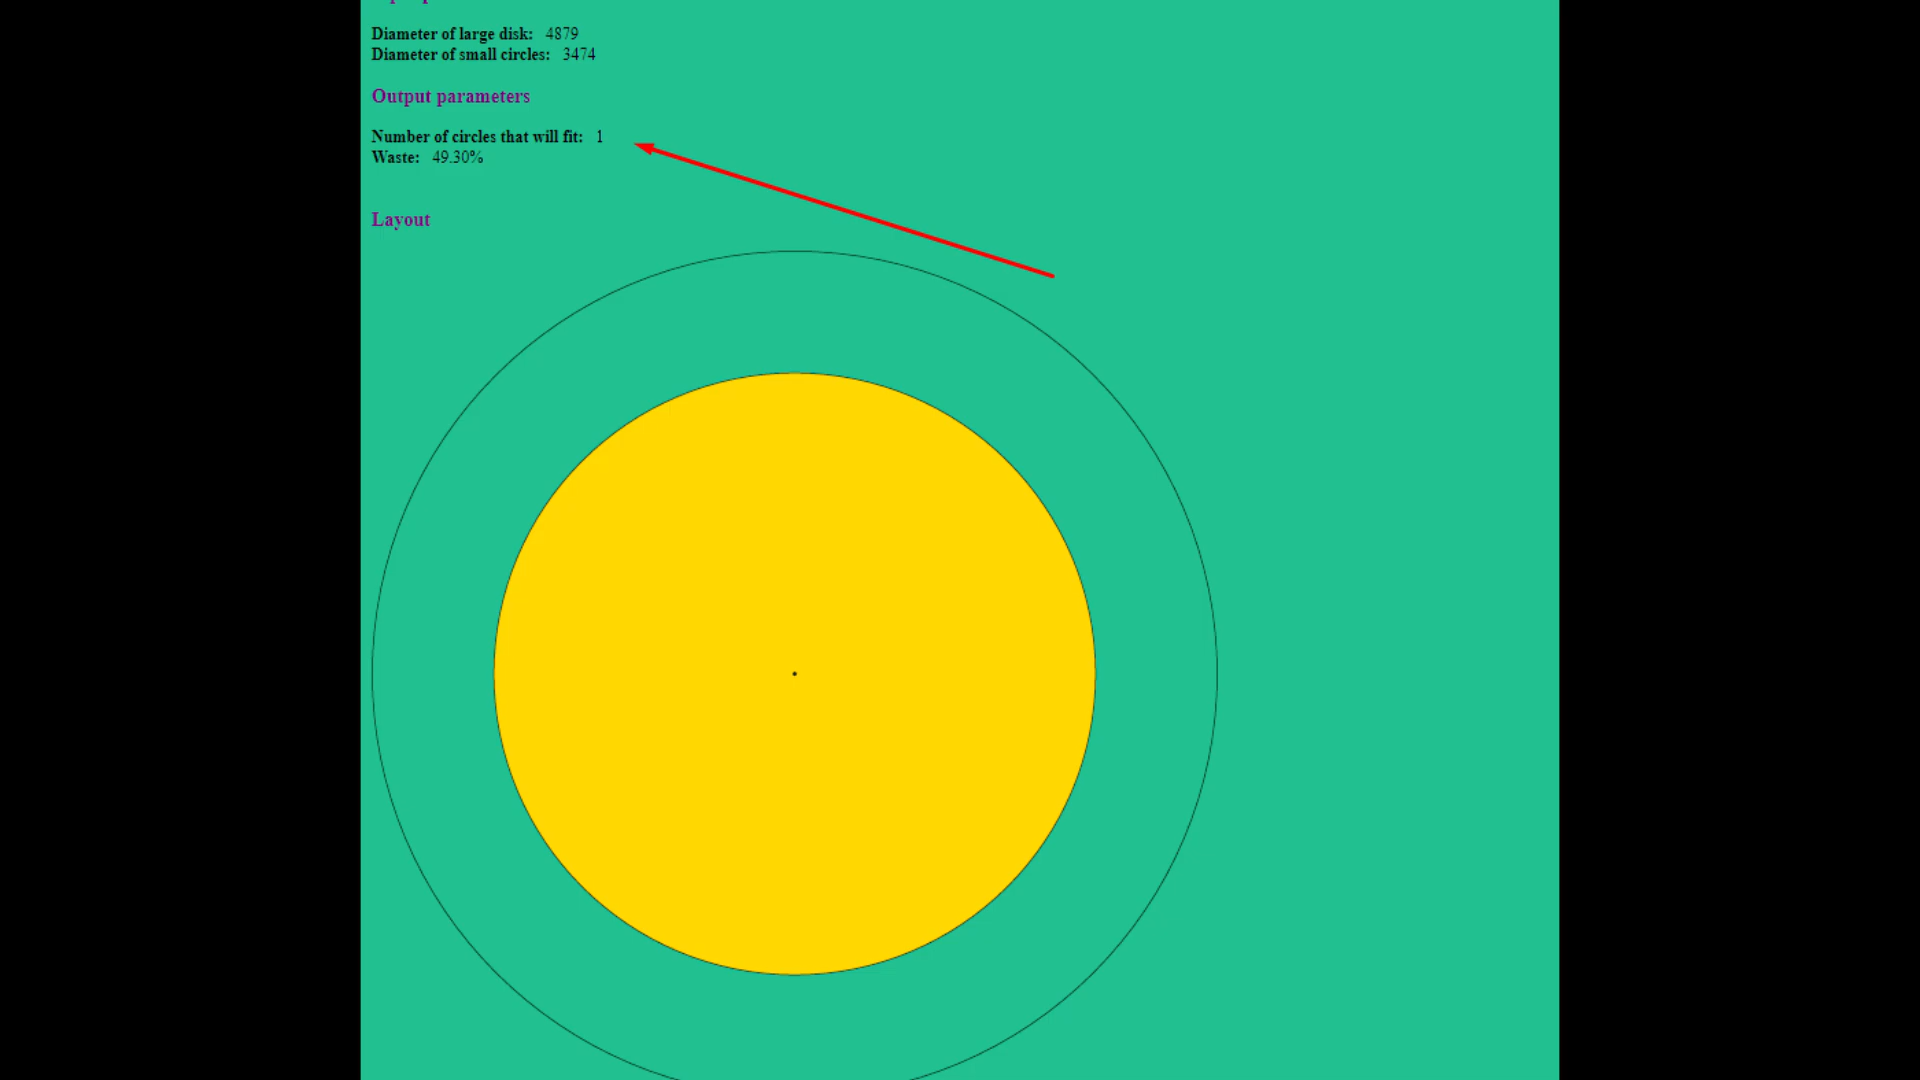 Diameter of large disk: 4879
Diameter of small circles: 3474
Output parameters
Number of circles that will fit: 1
Waste: 49.30%
Layout